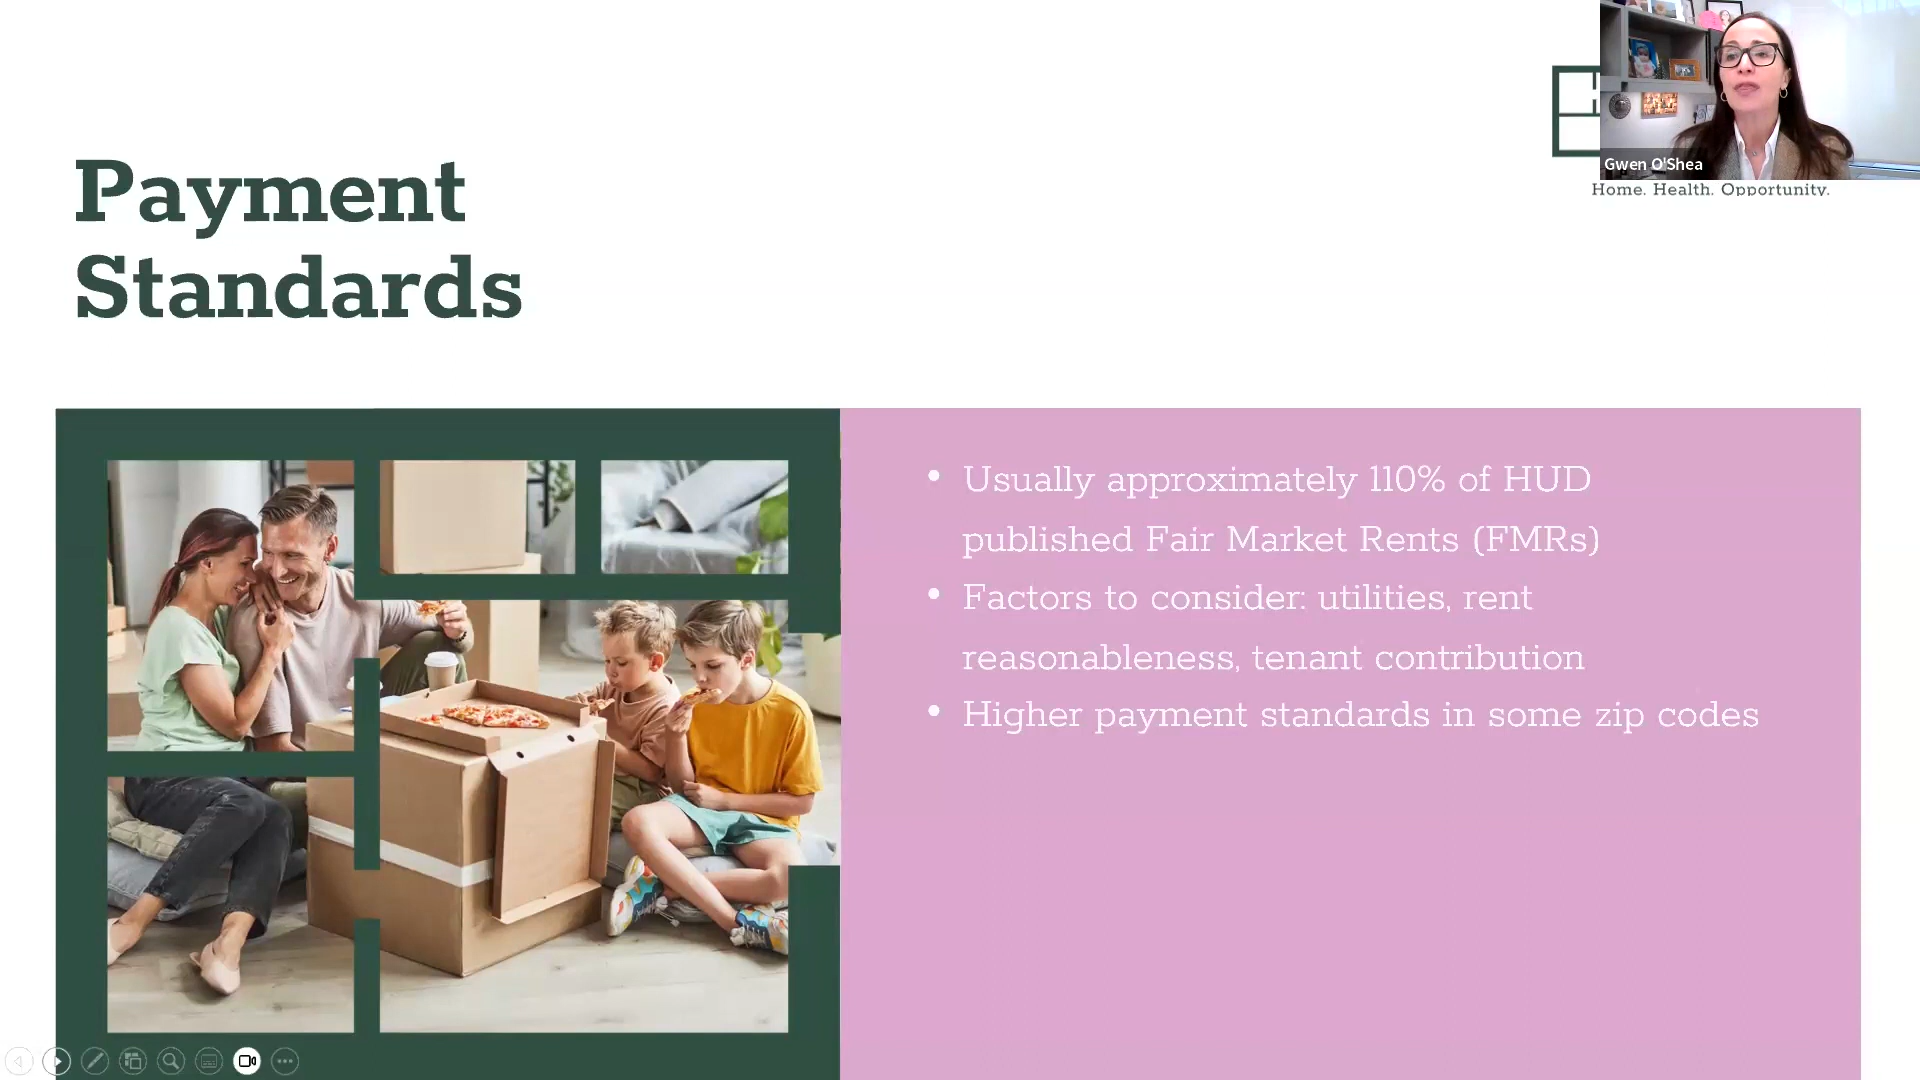 Payment
Standards
Gwen O'Shea
Home. Health. Opportunity.
• Usually approximately 110% of HUD
published Fair Market Rents (FMRs)
• Factors to consider: utilities, rent
reasonableness, tenant contribution
• Higher payment standards in some zip codes